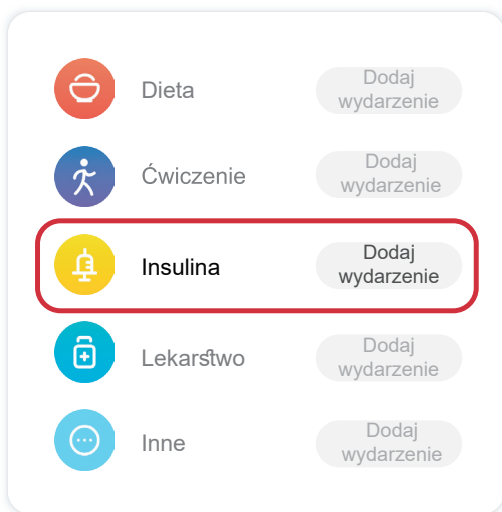 Dieta
Dodaj
wydarzenie
Ćwiczenie
Dodaj
wydarzenie
Insulina
Dodaj
wydarzenie
Lekarstwo
Dodaj
wydarzenie
Inne
Dodaj
wydarzenie